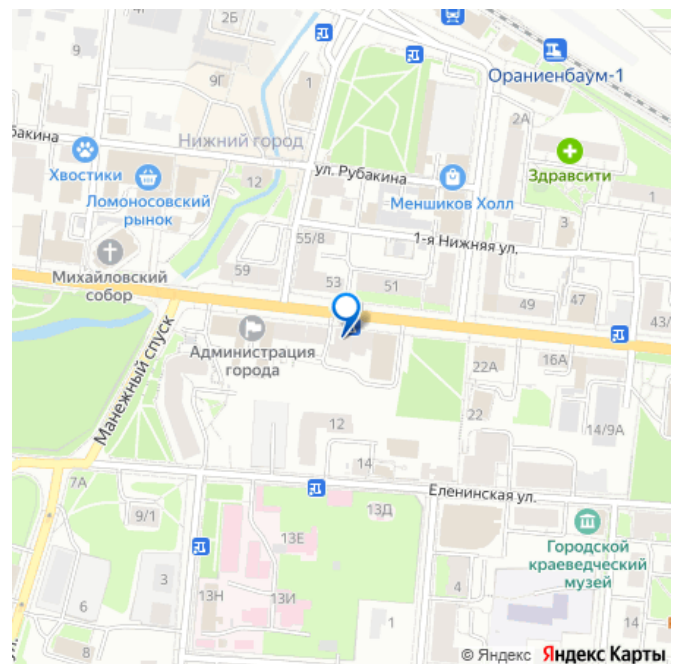 2Б
9
9Г
1
Ораниенбаум-1
2А
бакина
Нижний город
ул. Рубакина
Хвостики
Ломоносовский
рынок
12
Меншиков Холл
Здравсити
1
3
55/8
1-я Нижняя ул.
Михайловский
собор
59
53
51
49
47
43/
Манежный спуск
Администрация
города
22А
16А
22
12
14/9А
14
Еленинская ул.
7А
9/1
13Д
13Е
Городской
краеведческий
музей
3
13Н
13И
4
6
1
14
8
ул.
© Яндекс Яндекс Карты